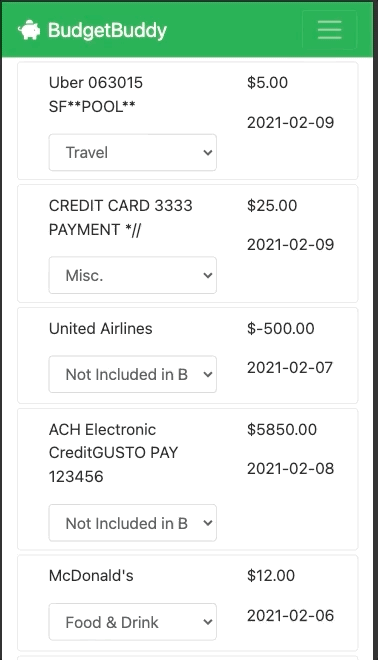 BudgetBuddy
Uber 063015
SF**POOL**
$5.00
2021-02-09
Travel
CREDIT CARD 3333
PAYMENT *//
$25.00
2021-02-09
Misc.
United Airlines
$-500.00
2021-02-07
Not Included in B
ACH Electronic
CreditGUSTO PAY
123456
$5850.00
2021-02-08
Not Included in B
McDonald's
$12.00
2021-02-06
Food & Drink